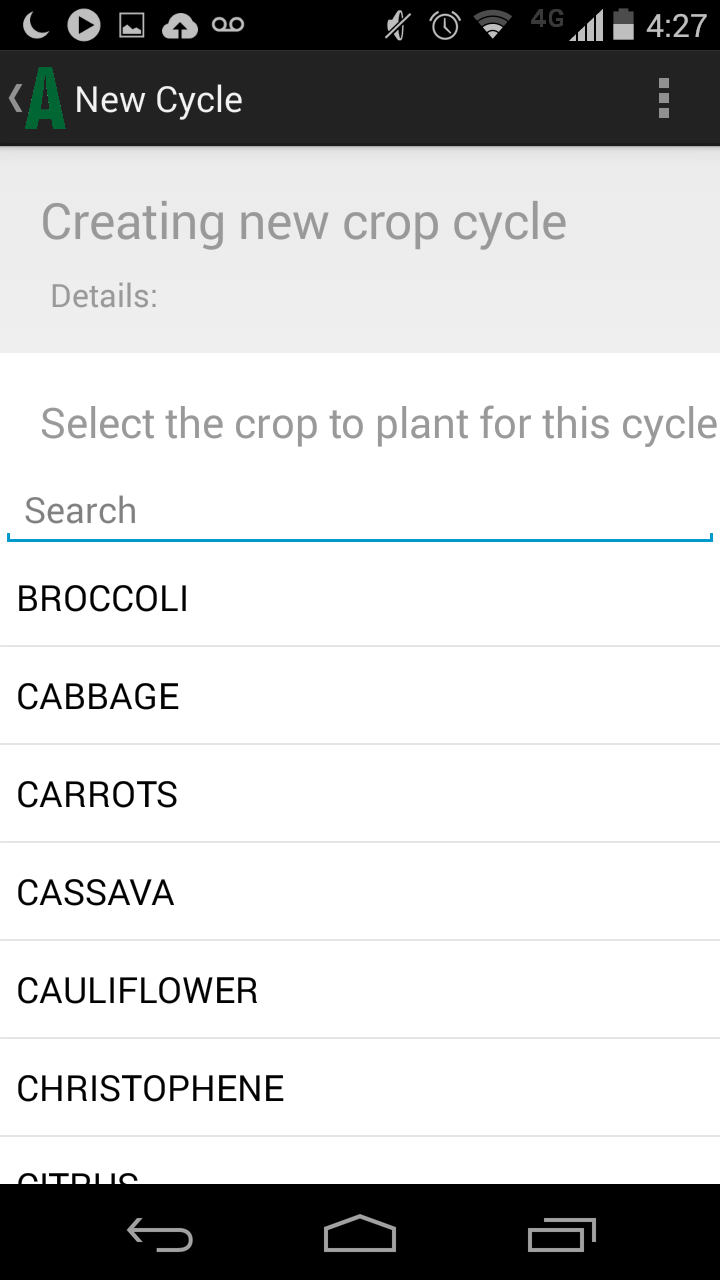 4G 4:27
A New Cycle
Creating new crop cycle
Details:
Select the crop to plant for this cycle
Search
BROCCOLI
CABBAGE
CARROTS
CASSAVA
CAULIFLOWER
CHRISTOPHENE
CITRUS